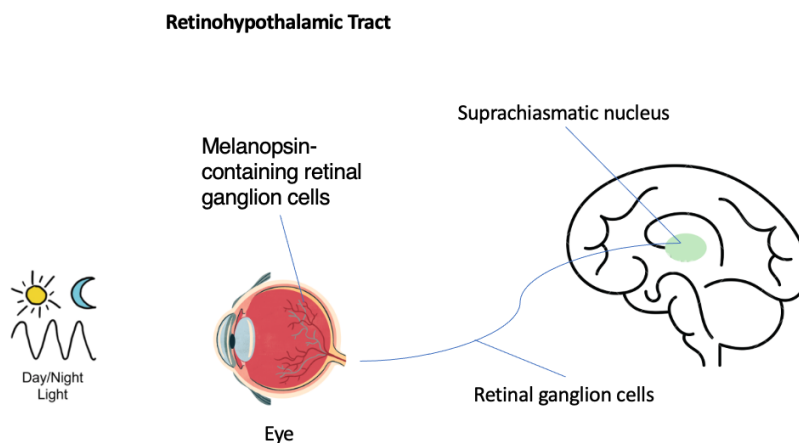 Retinohypothalamic Tract
Suprachiasmatic nucleus
Melanopsin-
containing retinal
ganglion cells
Day/Night
Light
Retinal ganglion cells
Eye